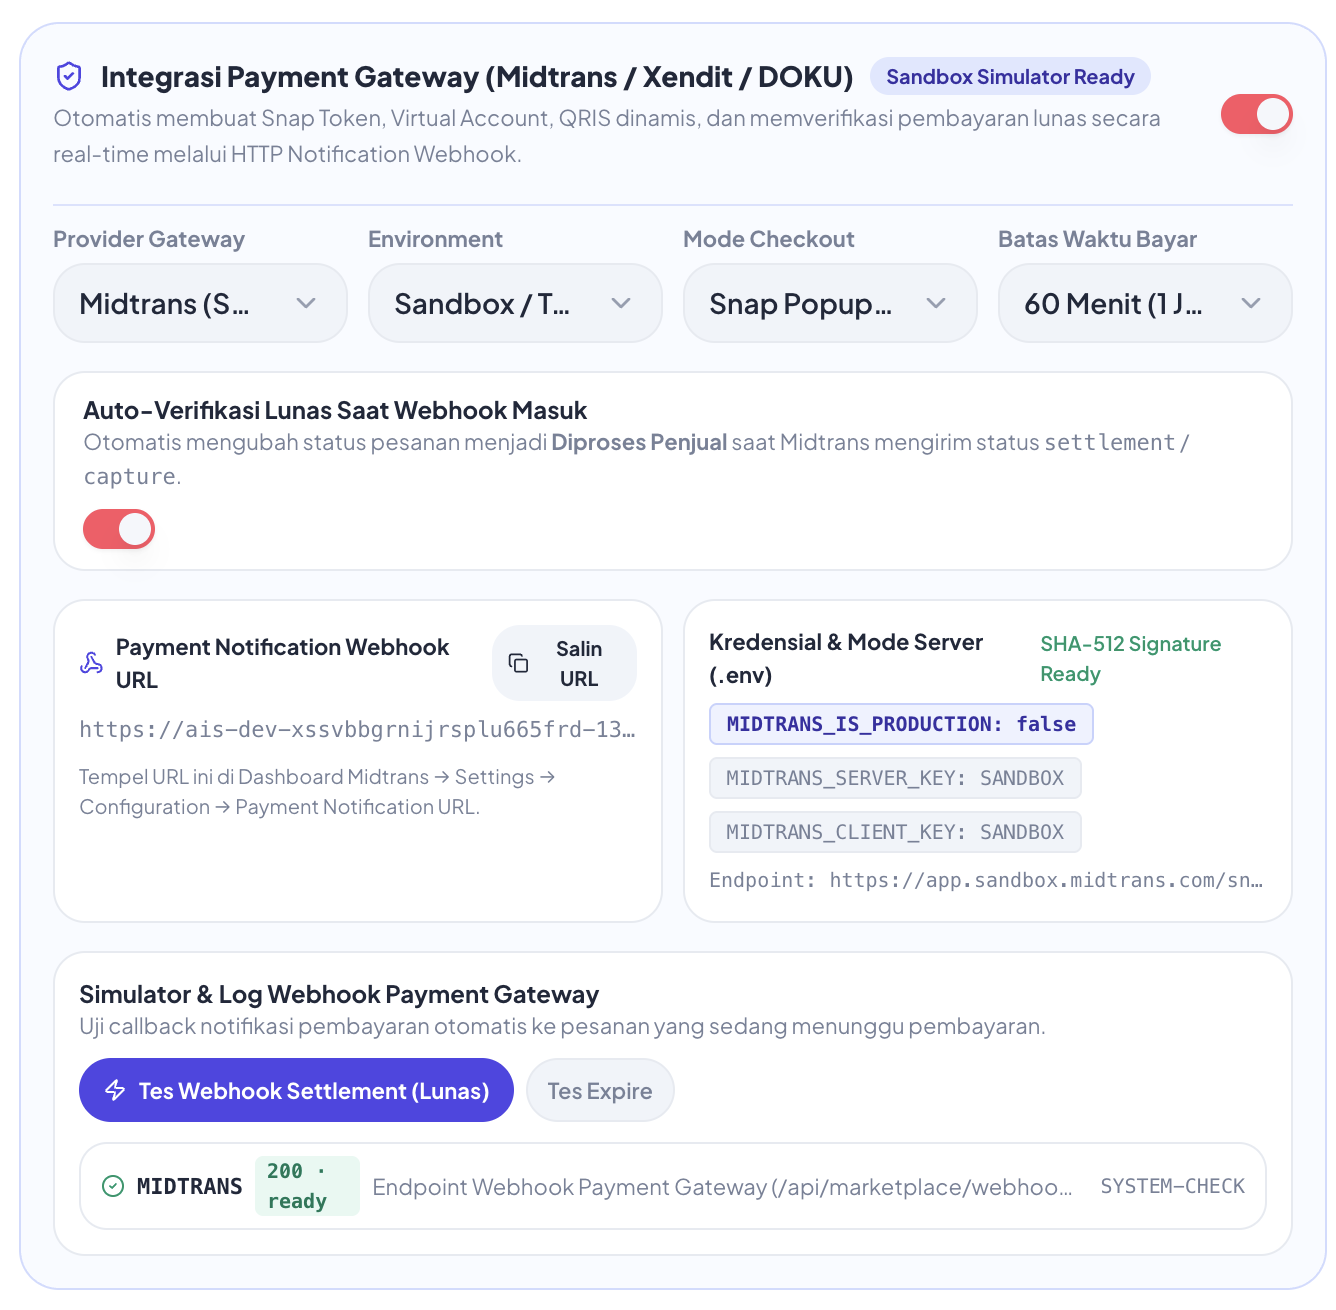 Integrasi Payment Gateway (Midtrans / Xendit / DOKU) Sandbox Simulator Ready
Otomatis membuat Snap Token, Virtual Account, QRIS dinamis, dan memverifikasi pembayaran lunas secara
real-time melalui HTTP Notification Webhook.
Provider Gateway
Midtrans (S...
Environment
Sandbox / T...
Mode Checkout
Snap Popup...
Batas Waktu Bayar
60 Menit (1 J...
Auto-Verifikasi Lunas Saat Webhook Masuk
Otomatis mengubah status pesanan menjadi Diproses Penjual saat Midtrans mengirim status settlement/
capture.
Payment Notification Webhook
URL
Salin
URL
https://ais-dev-xssvbbgrnijrsplu665frd-13…
Tempel URL ini di Dashboard Midtrans → Settings →
Configuration → Payment Notification URL.
Kredensial & Mode Server
(.env)
SHA-512 Signature
Ready
MIDTRANS_IS_PRODUCTION: false
MIDTRANS_SERVER_KEY: SANDBOX
MIDTRANS_CLIENT_KEY: SANDBOX
Endpoint: https://app.sandbox.midtrans.com/sn…
Simulator & Log Webhook Payment Gateway
Uji callback notifikasi pembayaran otomatis ke pesanan yang sedang menunggu pembayaran.
Tes Webhook Settlement (Lunas)
Tes Expire
MIDTRANS
200 ·
ready
Endpoint Webhook Payment Gateway (/api/marketplace/webhoo...
SYSTEM-CHECK